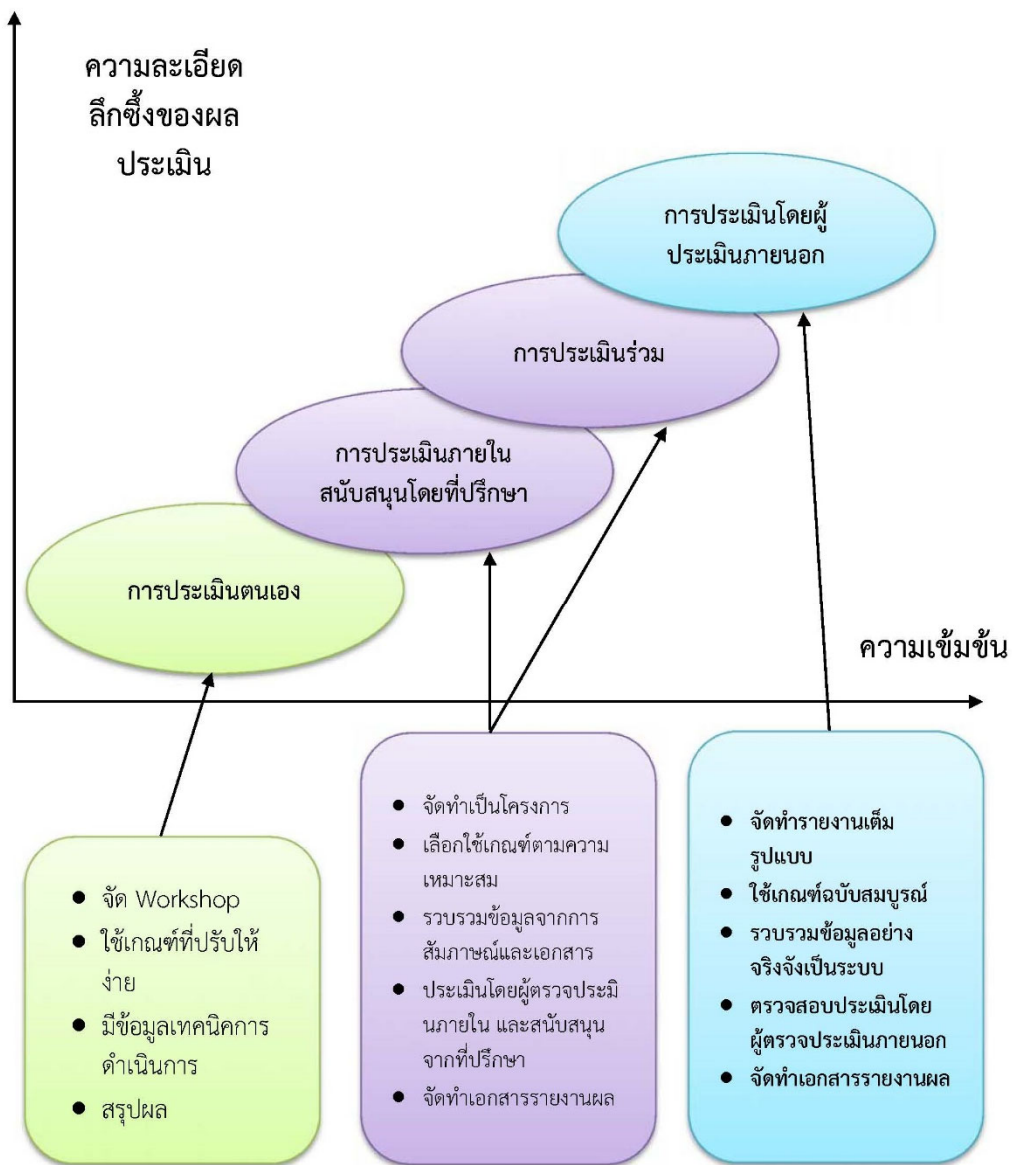 ความละเอียด
ลึกซึ้งของผล
ประเมิน
การประเมินโดยผู้
ประเมินภายนอก
การประเมินร่วม
การประเมินภายใน
สนับสนุนโดยที่ปรึกษา
การประเมินตนเอง
ความเข้มข้น
● จัด Workshop
● ใช้เกณฑ์ที่ปรับให้
ง่าย
● มีข้อมูลเทคนิคการ
ดำเนินการ
● สรุปผล
● จัดทำเป็นโครงการ
● เลือกใช้เกณฑ์ตามความ
เหมาะสม
● รวบรวมข้อมูลจากการ
สัมภาษณ์และเอกสาร
● ประเมินโดยผู้ตรวจประเมิ
นภายใน และสนับสนุน
จากที่ปรึกษา
● จัดทำเอกสารรายงานผล
● จัดทำรายงานเต็ม
รูปแบบ
● ใช้เกณฑ์ฉบับสมบูรณ์
● รวบรวมข้อมูลอย่าง
จริงจังเป็นระบบ
● ตรวจสอบประเมินโดย
ผู้ตรวจประเมินภายนอก
● จัดทำเอกสารรายงานผล